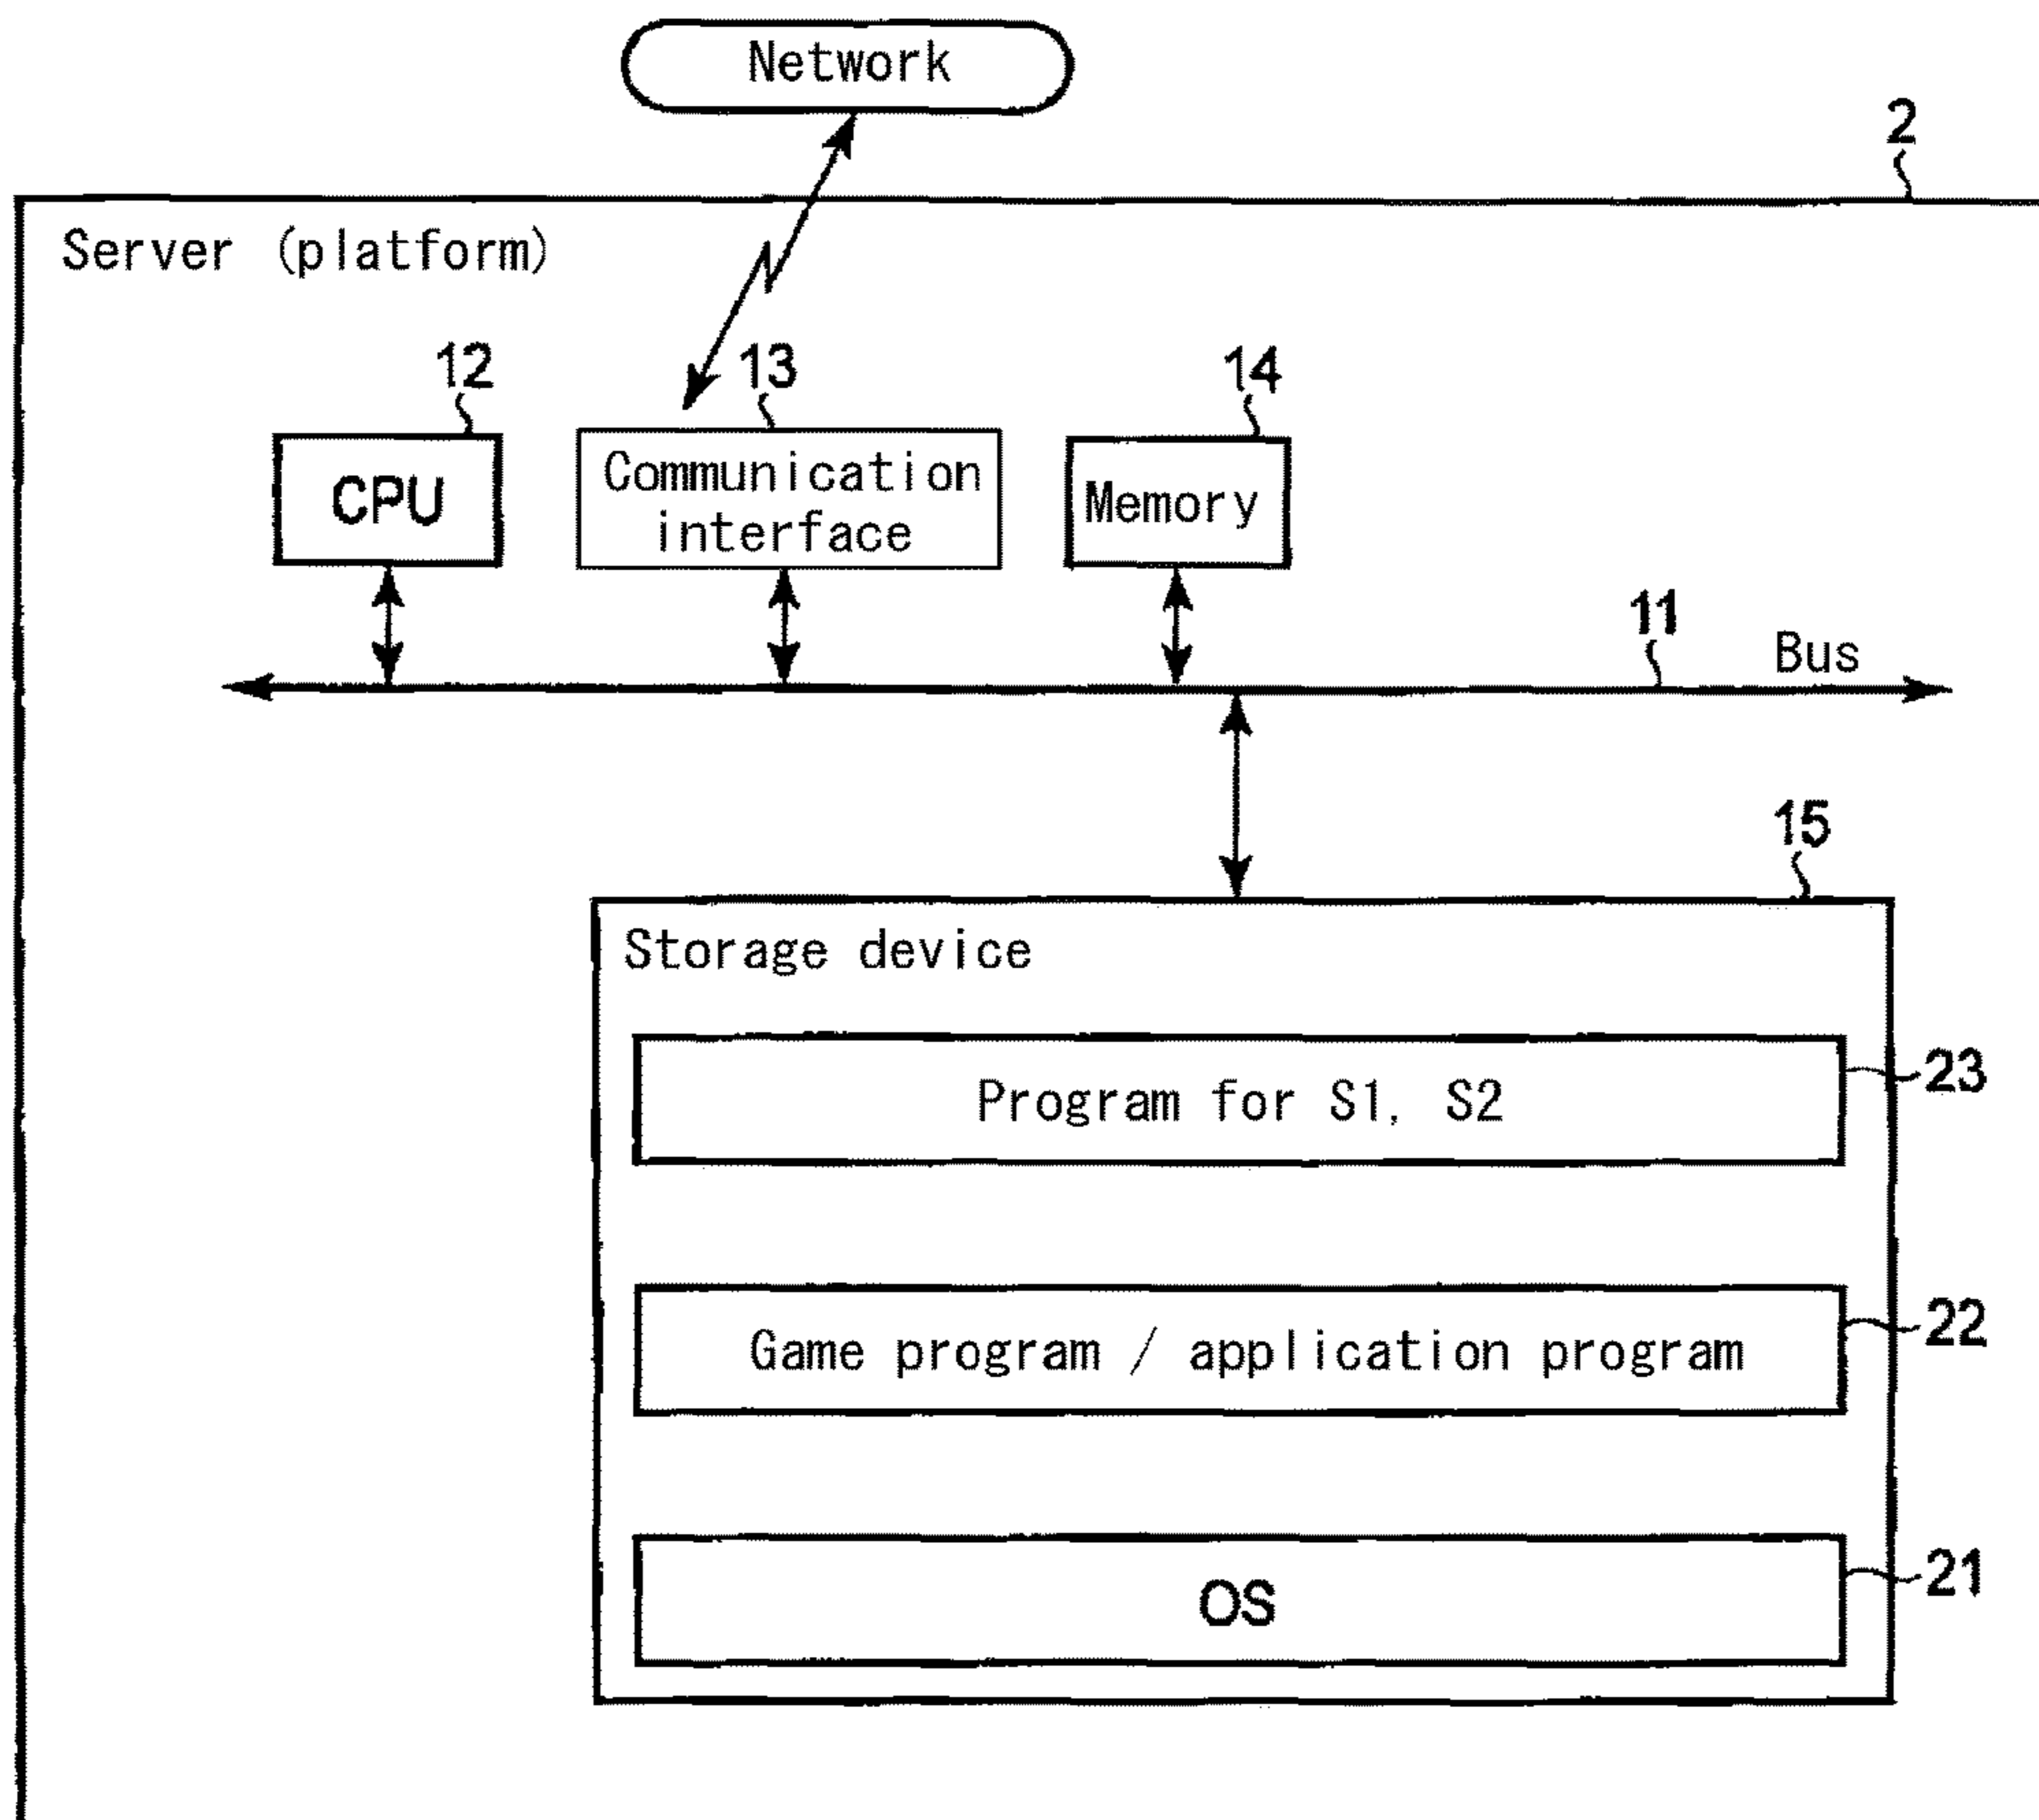 Network
2
Server (platform)
12
13
14
CPU
Communication
interface
Memory
11
Bus
15
Storage device
Program for S1, S2
23
Game program / application program
22
OS
21